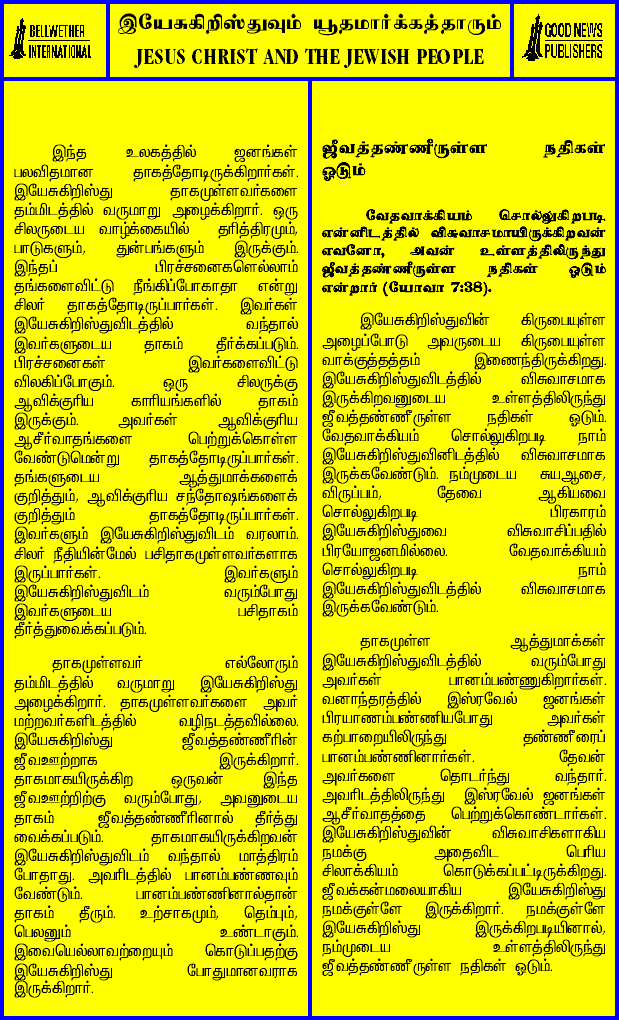 BELLWETHER
INTERNATIONAL
இயேசுகிறிஸ்துவும் யூதமார்க்கத்தாரும்
JESUS CHRIST AND THE JEWISH PEOPLE
GOOD NEWS
PUBLISHERS
இந்த உலகத்தில் ஜனங்கள்
பலவிதமான தாகத்தோடிருக்கிறார்கள்.
இயேசுகிறிஸ்து தாகமுள்ளவர்களை
தம்மிடத்தில் வருமாறு அழைக்கிறார். ஒரு
சிலருடைய வாழ்க்கையில் தரித்திரமும்,
பாடுகளும், துன்பங்களும் இருக்கும்.
இந்தப் பிரச்சனைகளெல்லாம்
தங்களைவிட்டு நீங்கிப்போகாதா என்று
சிலர் தாகத்தோடிருப்பார்கள். இவர்கள்
இயேசுகிறிஸ்துவிடத்தில் வந்தால்
இவர்களுடைய தாகம் தீர்க்கப்படும்.
பிரச்சனைகள் இவர்களைவிட்டு
விலகிப்போகும். ஒரு சிலருக்கு
ஆவிக்குரிய காரியங்களில் தாகம்
இருக்கும். அவர்கள் ஆவிக்குரிய
ஆசீர்வாதங்களை பெற்றுக்கொள்ள
வேண்டுமென்று தாகத்தோடிருப்பார்கள்.
தங்களுடைய ஆத்துமாக்களைக்
குறித்தும், ஆவிக்குரிய சந்தோஷங்களைக்
குறித்தும் தாகத்தோடிருப்பார்கள்.
இவர்களும் இயேசுகிறிஸ்துவிடம் வரலாம்.
சிலர் நீதியின்மேல் பசிதாகமுள்ளவர்களாக
இருப்பார்கள். இவர்களும்
இயேசுகிறிஸ்துவிடம் வரும்போது
இவர்களுடைய பசிதாகம்
தீர்த்துவைக்கப்படும்.
தாகமுள்ளவர் எல்லோரும்
தம்மிடத்தில் வருமாறு இயேசுகிறிஸ்து
அழைக்கிறார். தாகமுள்ளவர்களை அவர்
மற்றவர்களிடத்தில் வழிநடத்தவில்லை.
இயேசுகிறிஸ்து ஜீவத்தண்ணீரின்
ஜீவஊற்றாக இருக்கிறார்.
தாகமாகயிருக்கிற ஒருவன் இந்த
ஜீவஊற்றிற்கு வரும்போது, அவனுடைய
தாகம் ஜீவத்தண்ணீரினால் தீர்த்து
வைக்கப்படும். தாகமாகயிருக்கிறவன்
இயேசுகிறிஸ்துவிடம் வந்தால் மாத்திரம்
போதாது. அவரிடத்தில் பானம்பண்ணவும்
வேண்டும். பானம்பண்ணினால்தான்
தாகம் தீரும். உற்சாகமும், தெம்பும்,
பெலனும் உண்டாகும்.
இவையெல்லாவற்றையும் கொடுப்பதற்கு
இயேசுகிறிஸ்து போதுமானவராக
இருக்கிறார்.
ஜீவத்தண்ணீருள்ள நதிகள்
ஓடும்
வேதவாக்கியம் சொல்லுகிறபடி
என்னிடத்தில் விசுவாசமாயிருக்கிறவன்
எவனோ, அவன் உள்ளத்திலிருந்து
ஜீவத்தண்ணீருள்ள நதிகள் ஓடும்
என்றார் (யோவா 7:38).
இயேசுகிறிஸ்துவின் கிருபையுள்ள
அழைப்போடு அவருடைய கிருபையுள்ள
வாக்குத்தத்தம் இணைந்திருக்கிறது.
இயேசுகிறிஸ்துவிடத்தில் விசுவாசமாக
இருக்கிறவனுடைய உள்ளத்திலிருந்து
ஜீவத்தண்ணீருள்ள நதிகள் ஓடும்.
வேதவாக்கியம் சொல்லுகிறபடி நாம்
இயேசுகிறிஸ்துவினிடத்தில் விசுவாசமாக
இருக்கவேண்டும். நம்முடைய சுயஆசை,
விருப்பம், தேவை ஆகியவை
சொல்லுகிறபடி பிரகாரம்
இயேசுகிறிஸ்துவை விசுவாசிப்பதில்
பிரயோஜனமில்லை. வேதவாக்கியம்
சொல்லுகிறபடி நாம்
இயேசுகிறிஸ்துவிடத்தில் விசுவாசமாக
இருக்கவேண்டும்.
தாகமுள்ள ஆத்துமாக்கள்
இயேசுகிறிஸ்துவிடத்தில் வரும்போது
அவர்கள் பானம்பண்ணுகிறார்கள்.
வனாந்தரத்தில் இஸ்ரவேல் ஜனங்கள்
பிரயாணம்பண்ணியபோது அவர்கள்
கற்பாறையிலிருந்து தண்ணீரைப்
பானம்பண்ணினார்கள். தேவன்
அவர்களை தொடர்ந்து வந்தார்.
அவரிடத்திலிருந்து இஸ்ரவேல் ஜனங்கள்
ஆசீர்வாதத்தை பெற்றுக்கொண்டார்கள்.
இயேசுகிறிஸ்துவின் விசுவாசிகளாகிய
நமக்கு அதைவிட பெரிய
சிலாக்கியம் கொடுக்கப்பட்டிருக்கிறது.
ஜீவக்கன்மலையாகிய இயேசுகிறிஸ்து
நமக்குள்ளே இருக்கிறார். நமக்குள்ளே
இயேசுகிறிஸ்து இருக்கிறபடியினால்,
நம்முடைய உள்ளத்திலிருந்து
ஜீவத்தண்ணீருள்ள நதிகள் ஓடும்.